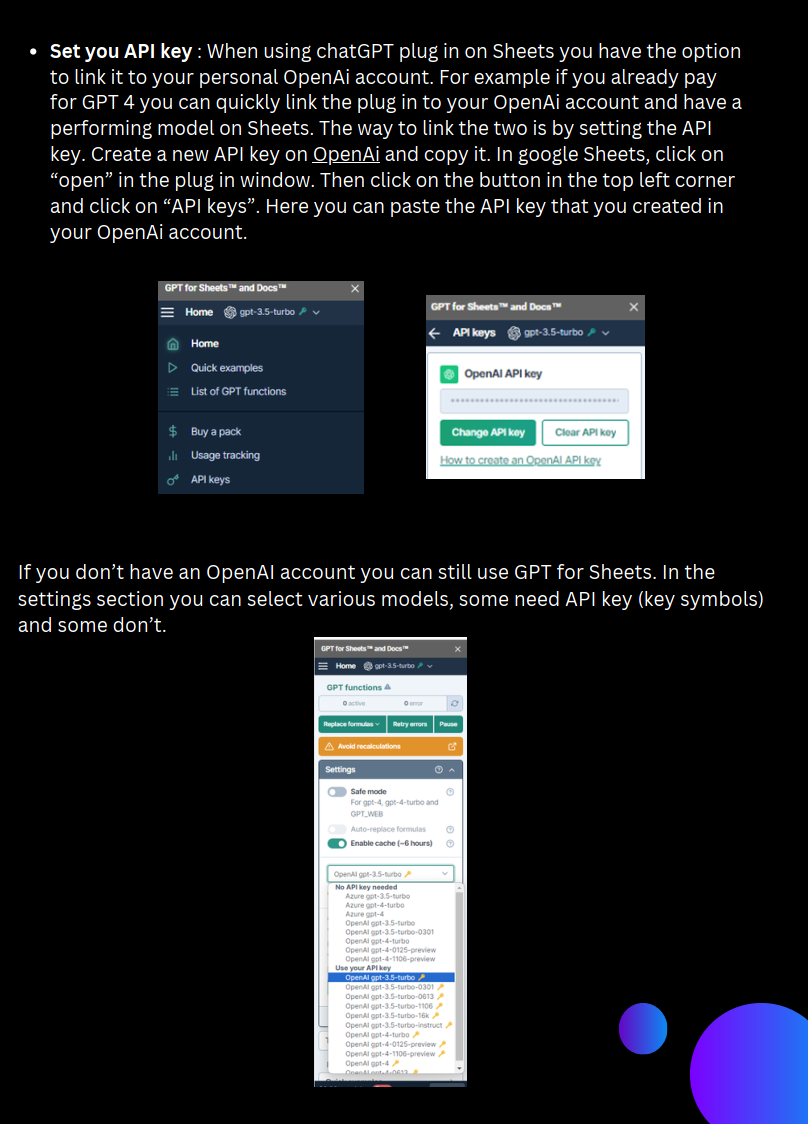 • Set you API key : When using chatGPT plug in on Sheets you have the option
to link it to your personal OpenAi account. For example if you already pay
for GPT 4 you can quickly link the plug in to your OpenAi account and have a
performing model on Sheets. The way to link the two is by setting the API
key. Create a new API key on OpenAi and copy it. In google Sheets, click on
“open” in the plug in window. Then click on the button in the top left corner
and click on “API keys”. Here you can paste the API key that you created in
your OpenAi account.
GPT for Sheets™ and Docs™
Home gpt-3.5-turbo
Home
Quick examples
List of GPT functions
Buy a pack
Usage tracking
API keys
GPT for Sheets™ and Docs™
API keys gpt-3.5-turbo
OpenAI API key
Change API key Clear API key
How to create an OpenAI API key
If you don’t have an OpenAI account you can still use GPT for Sheets. In the
settings section you can select various models, some need API key (key symbols)
and some don’t.
GPT for Sheets™ and Docs™
Home gpt-3.5-turbo
GPT functions
0 active 0 error
Replace formulas Retry errors Pause
Avoid recalculations
Settings
Safe mode
For gpt-4, gpt-4-turbo and
GPT_WEB
Auto-replace formulas
Enable cache (~6 hours)
OpenAI gpt-3.5-turbo
No API key needed
Azure gpt-3.5-turbo
Azure gpt-4-turbo
Azure gpt-4
OpenAI gpt-3.5-turbo
OpenAI gpt-3.5-turbo-0301
OpenAI gpt-4-turbo
OpenAI gpt-4-0125-preview
OpenAI gpt-4-1106-preview
Use your API key
OpenAI gpt-3.5-turbo
OpenAI gpt-3.5-turbo-0301
OpenAI gpt-3.5-turbo-0613
OpenAI gpt-3.5-turbo-1106
OpenAI gpt-3.5-turbo-16k
OpenAI gpt-3.5-turbo-instruct
OpenAI gpt-4-turbo
OpenAI gpt-4-0125-preview
OpenAI gpt-4-1106-preview
OpenAI gpt-4
OpenAI gpt-4-0613